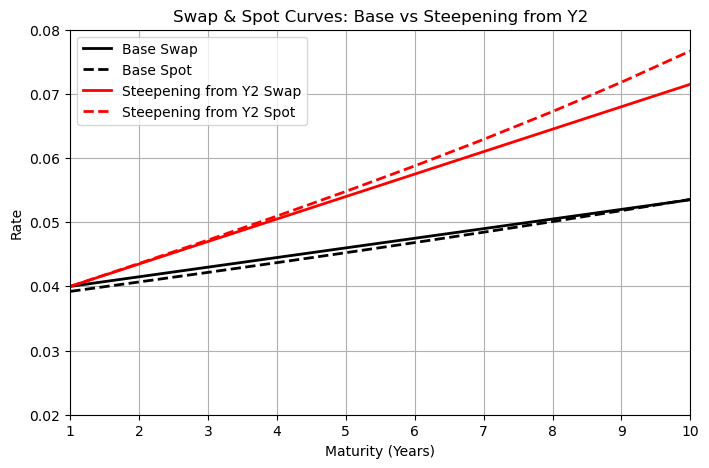 Swap & Spot Curves: Base vs Steepening from Y2
Base Swap
Base Spot
Steepening from Y2 Swap
Steepening from Y2 Spot
Rate
0.08
0.07
0.06
0.05
0.04
0.03
0.02
1 2 3 4 5 6 7 8 9 10
Maturity (Years)